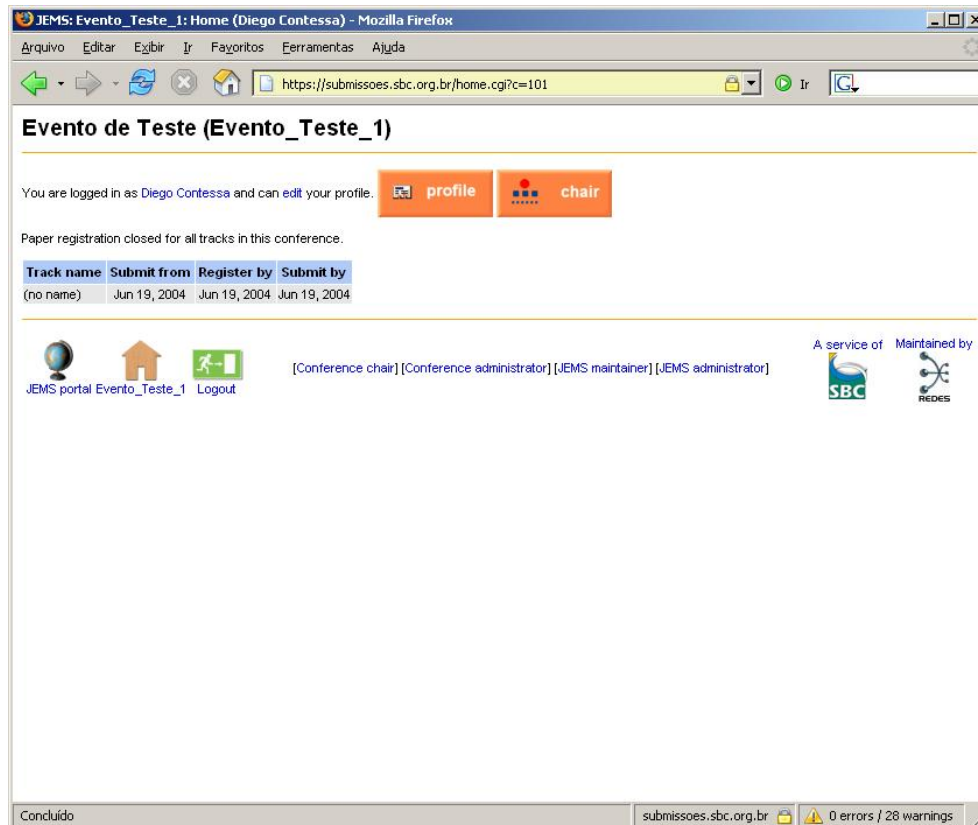 JEMS: Evento_Teste_1: Home (Diego Contessa) - Mozilla Firefox
Arquivo Editar Exibir Ir Favoritos Ferramentas Ajuda
https://submissoes.sbc.org.br/home.cgi?c=101 Ir G
Evento de Teste (Evento_Teste_1)
You are logged in as Diego Contessa and can edit your profile. profile chair
Paper registration closed for all tracks in this conference.
Track name Submit from Register by Submit by
(no name) Jun 19, 2004 Jun 19, 2004 Jun 19, 2004
A service of Maintained by
[Conference chair] [Conference administrator] [JEMS maintainer] [JEMS administrator]
JEMS portal Evento_Teste_1 Logout SBC REDES
Concluído submissoes.sbc.org.br 0 errors / 28 warnings